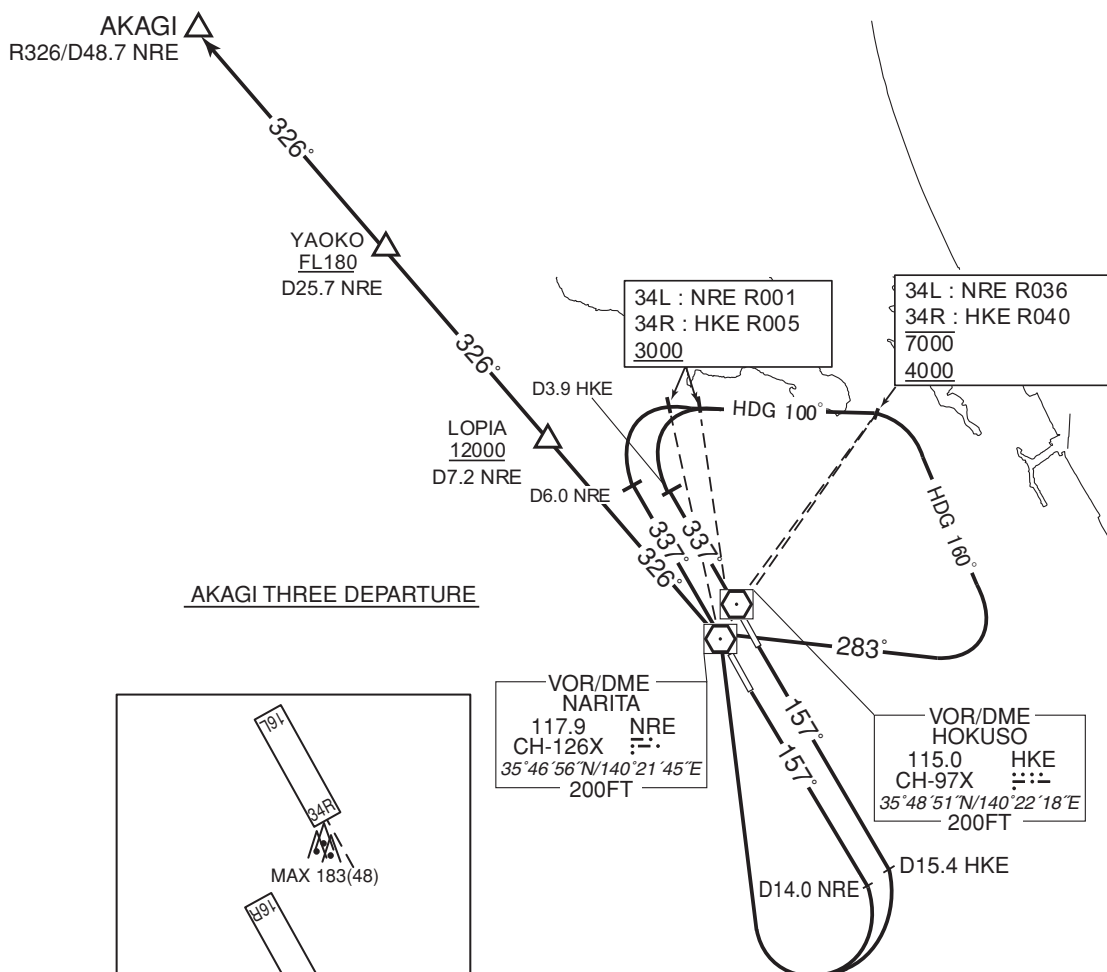 AKAGI
R326/D48.7 NRE
326°
YAOKO
FL180
D25.7 NRE
326°
LOPIA
12000
D7.2 NRE
34L : NRE R001
34R : HKE R005
3000
34L : NRE R036
34R : HKE R040
7000
4000
D3.9 HKE
HDG 100°
D6.0 NRE
HDG 160°
337°
337°
326°
283°
AKAGI THREE DEPARTURE
VOR/DME
NARITA
117.9 NRE
CH-126X
35°46´56˝N/140°21´45˝E
200FT
VOR/DME
HOKUSO
115.0 HKE
CH-97X
35°48´51˝N/140°22´18˝E
200FT
157°
157°
D15.4 HKE
D14.0 NRE
16L
34R
MAX 183(48)
16R